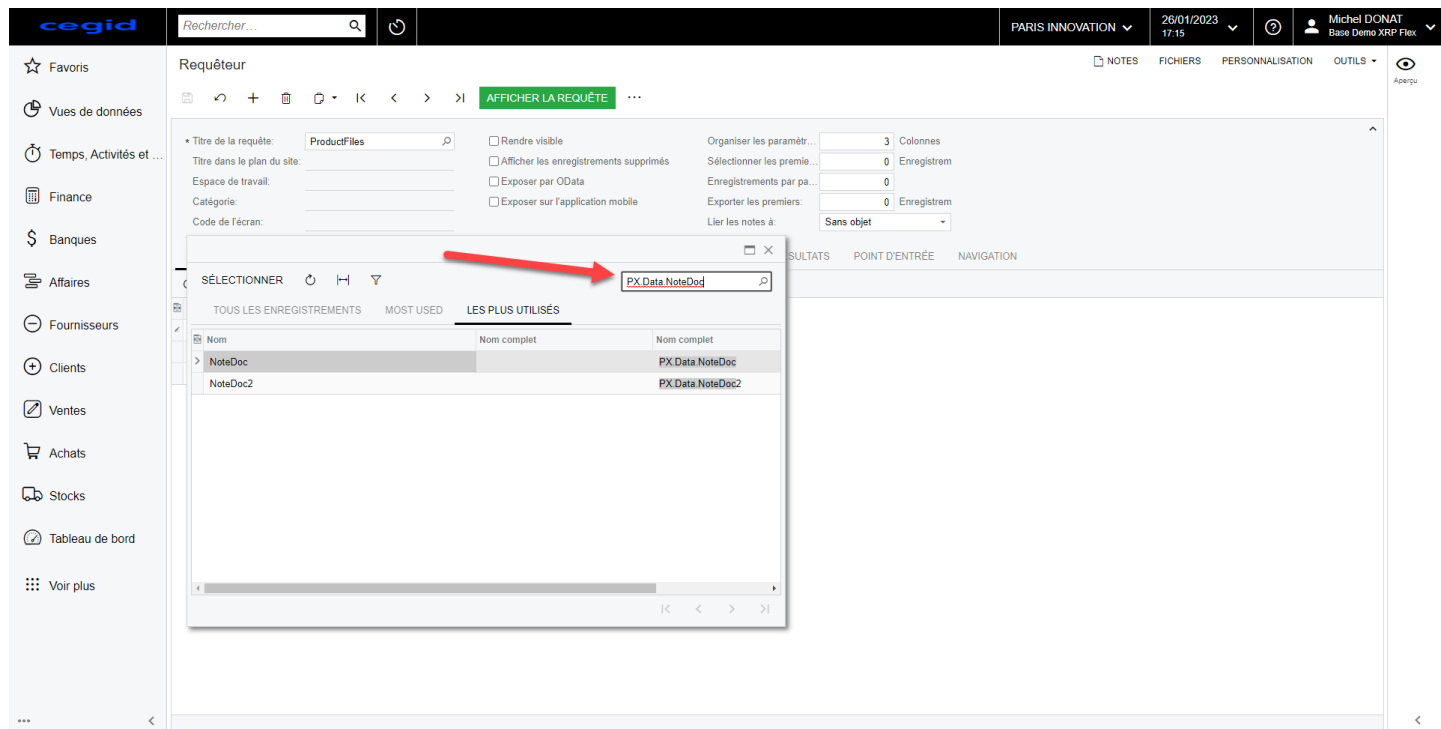 cegid
Rechercher...
PARIS INNOVATION
26/01/2023
17:15
Michel DONAT
Base Demo XRP Flex
Favoris
Vues de données
Temps, Activités et ...
Finance
Banques
Affaires
Fournisseurs
Clients
Ventes
Achats
Stocks
Tableau de bord
Voir plus
Requêteur
NOTES FICHIERS PERSONNALISATION OUTILS
Aperçu
AFFICHER LA REQUÊTE ...
* Titre de la requête: ProductFiles
Titre dans le plan du site:
Espace de travail:
Catégorie:
Code de l'écran:
Rendre visible
Afficher les enregistrements supprimés
Exposer par OData
Exposer sur l'application mobile
Organiser les paramètr... 3 Colonnes
Sélectionner les premie... 0 Enregistrem
Enregistrements par pa... 0
Exporter les premiers: 0 Enregistrem
Lier les notes à: Sans objet
SULTATS POINT D'ENTRÉE NAVIGATION
SÉLECTIONNER
PX.Data.NoteDoc
TOUS LES ENREGISTREMENTS MOST USED LES PLUS UTILISÉS
Nom Nom complet Nom complet
NoteDoc PX.Data.NoteDoc
NoteDoc2 PX.Data.NoteDoc2